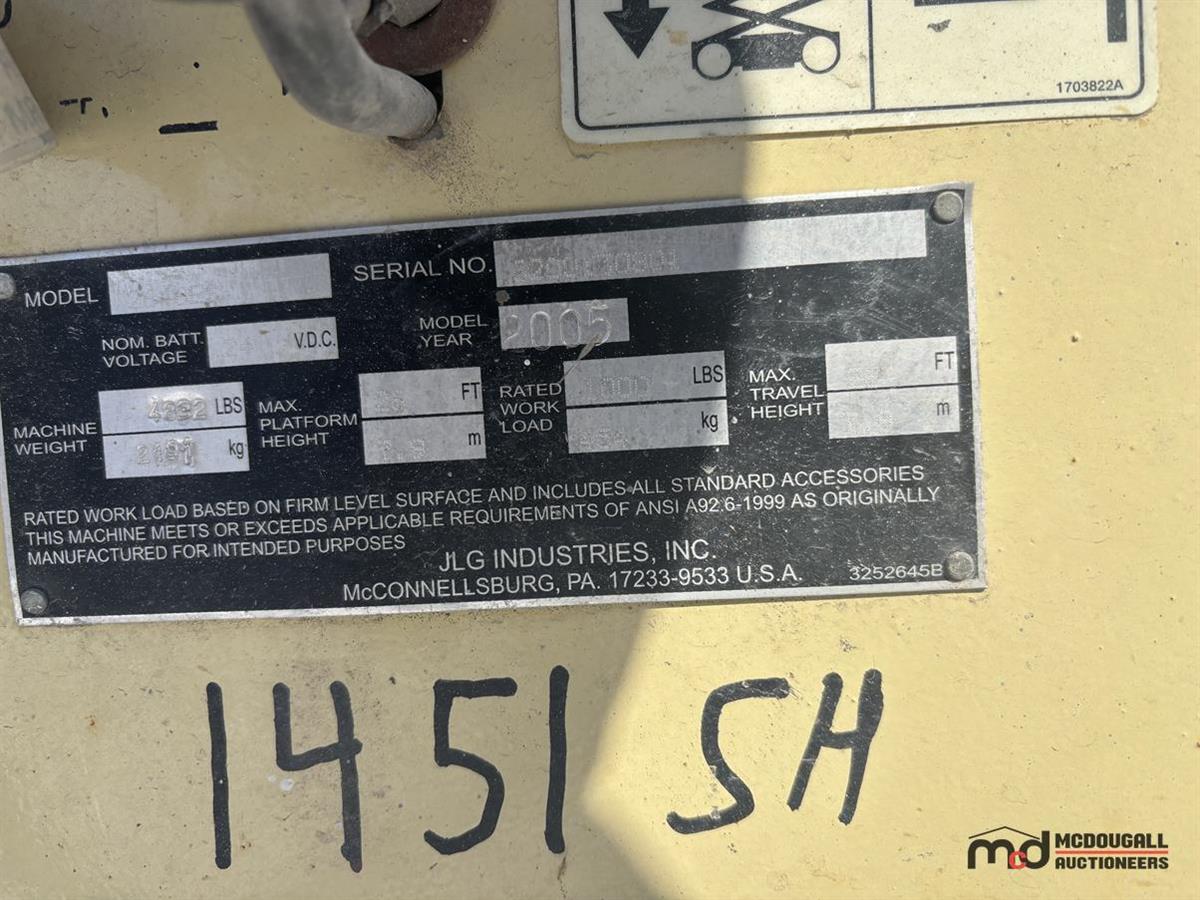 1703822A
MODEL
SERIAL NO.
NOM. BATT. VOLTAGE V.D.C.
MODEL YEAR 2005
MACHINE WEIGHT LBS
kg
MAX. PLATFORM HEIGHT FT
m
RATED WORK LOAD LBS
kg
MAX. TRAVEL HEIGHT FT
m
RATED WORK LOAD BASED ON FIRM LEVEL SURFACE AND INCLUDES ALL STANDARD ACCESSORIES
THIS MACHINE MEETS OR EXCEEDS APPLICABLE REQUIREMENTS OF ANSI A92.6-1999 AS ORIGINALLY
MANUFACTURED FOR INTENDED PURPOSES
JLG INDUSTRIES, INC.
McCONNELLSBURG, PA. 17233-9533 U.S.A.
3252645B
1451 SH
mcd MCDOUGALL
AUCTIONEERS